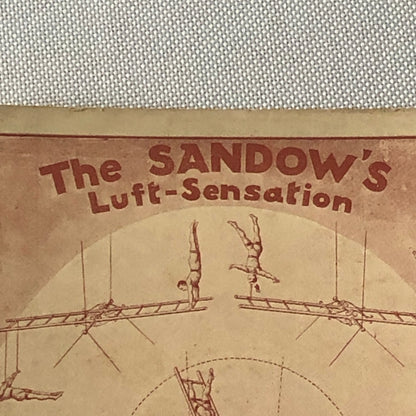 The SANDOW's
Luft-Sensation